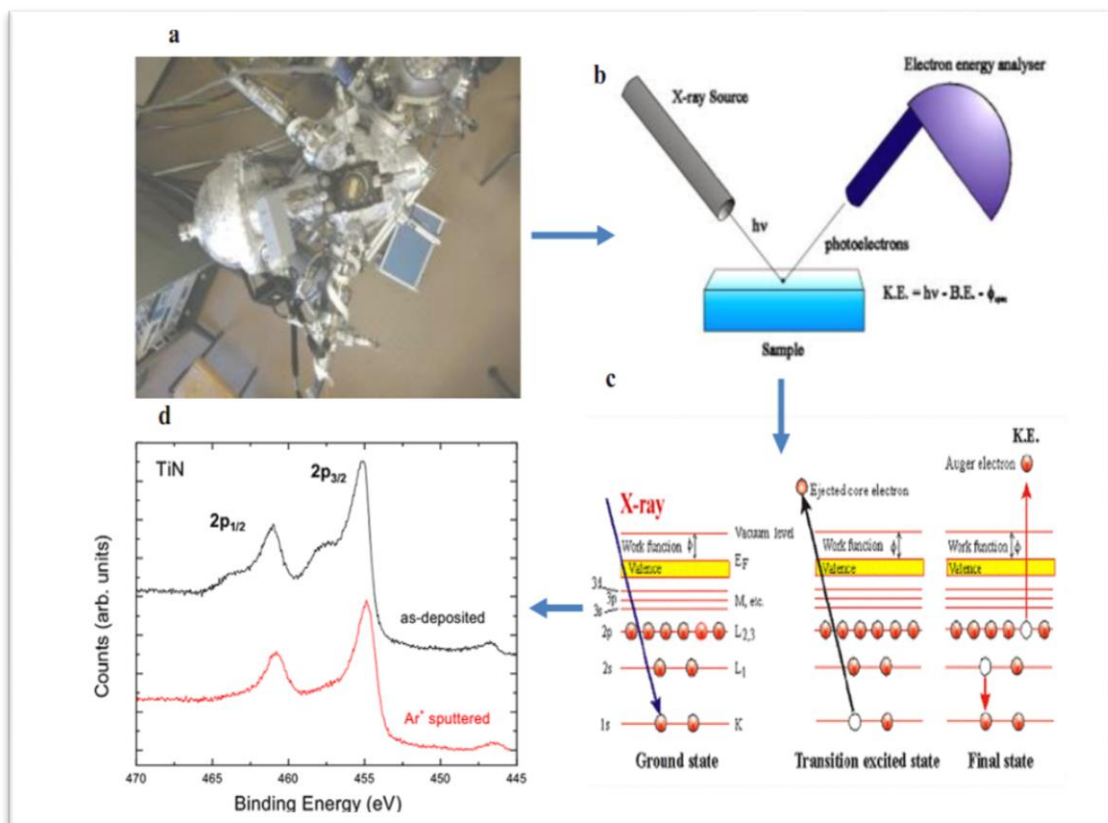 a
b
Electron energy analyser
X-ray Source
hν
photoelectrons
K.E. = hν - B.E. - ϕ
Sample
c
K.E.
Auger electron
Ejected core electron
X-ray
Vacuum level
Work function ϕ
Work function ϕ
Work function ϕ
E_F
Valence
Valence
Valence
3d
3p
3s
M, etc.
2p
L2,3
2s
L1
1s
K
Ground state
Transition excited state
Final state
d
TiN
2p3/2
2p1/2
as-deposited
Ar+ sputtered
Counts (arb. units)
470 465 460 455 450 445
Binding Energy (eV)